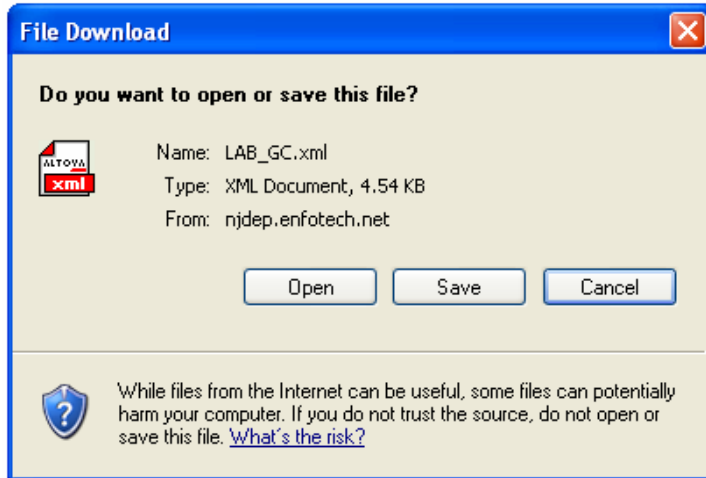 File Download
Do you want to open or save this file?
ALTOVA
xml
Name: LAB_GC.xml
Type: XML Document, 4.54 KB
From: njdep.enfotech.net
Open Save Cancel
While files from the Internet can be useful, some files can potentially
harm your computer. If you do not trust the source, do not open or
save this file. What's the risk?